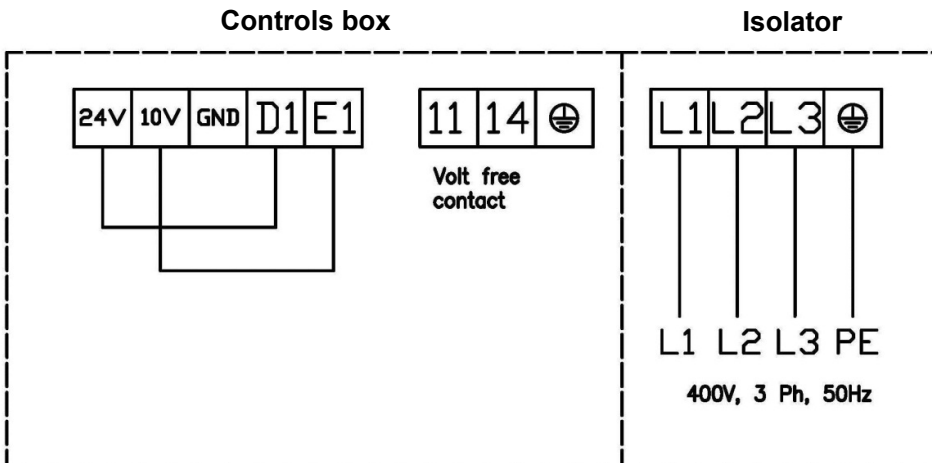 Controls box
Isolator
24V 10V GND D1 E1
11 14
L1 L2 L3
Volt free
contact
L1 L2 L3 PE
400V, 3 Ph, 50Hz